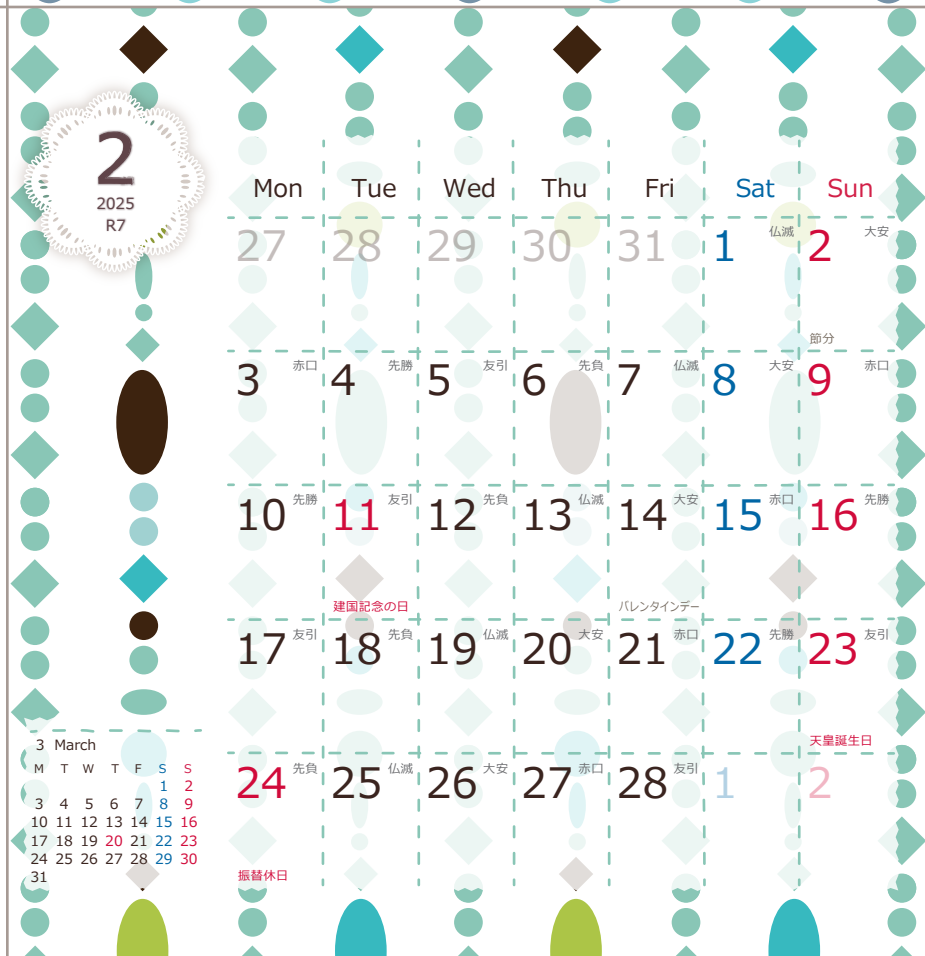 2
2025
R7
Mon Tue Wed Thu Fri Sat Sun
27 28 29 30 31 1 仏滅 2 大安
節分
3 赤口 4 先勝 5 友引 6 先負 7 仏滅 8 大安 9 赤口
10 先勝 11 友引 12 先負 13 仏滅 14 大安 15 赤口 16 先勝
建国記念の日 バレンタインデー
17 友引 18 先負 19 仏滅 20 大安 21 赤口 22 先勝 23 友引
天皇誕生日
24 先負 25 仏滅 26 大安 27 赤口 28 友引 1 2
振替休日
3 March
M T W T F S S
1 2
3 4 5 6 7 8 9
10 11 12 13 14 15 16
17 18 19 20 21 22 23
24 25 26 27 28 29 30
31